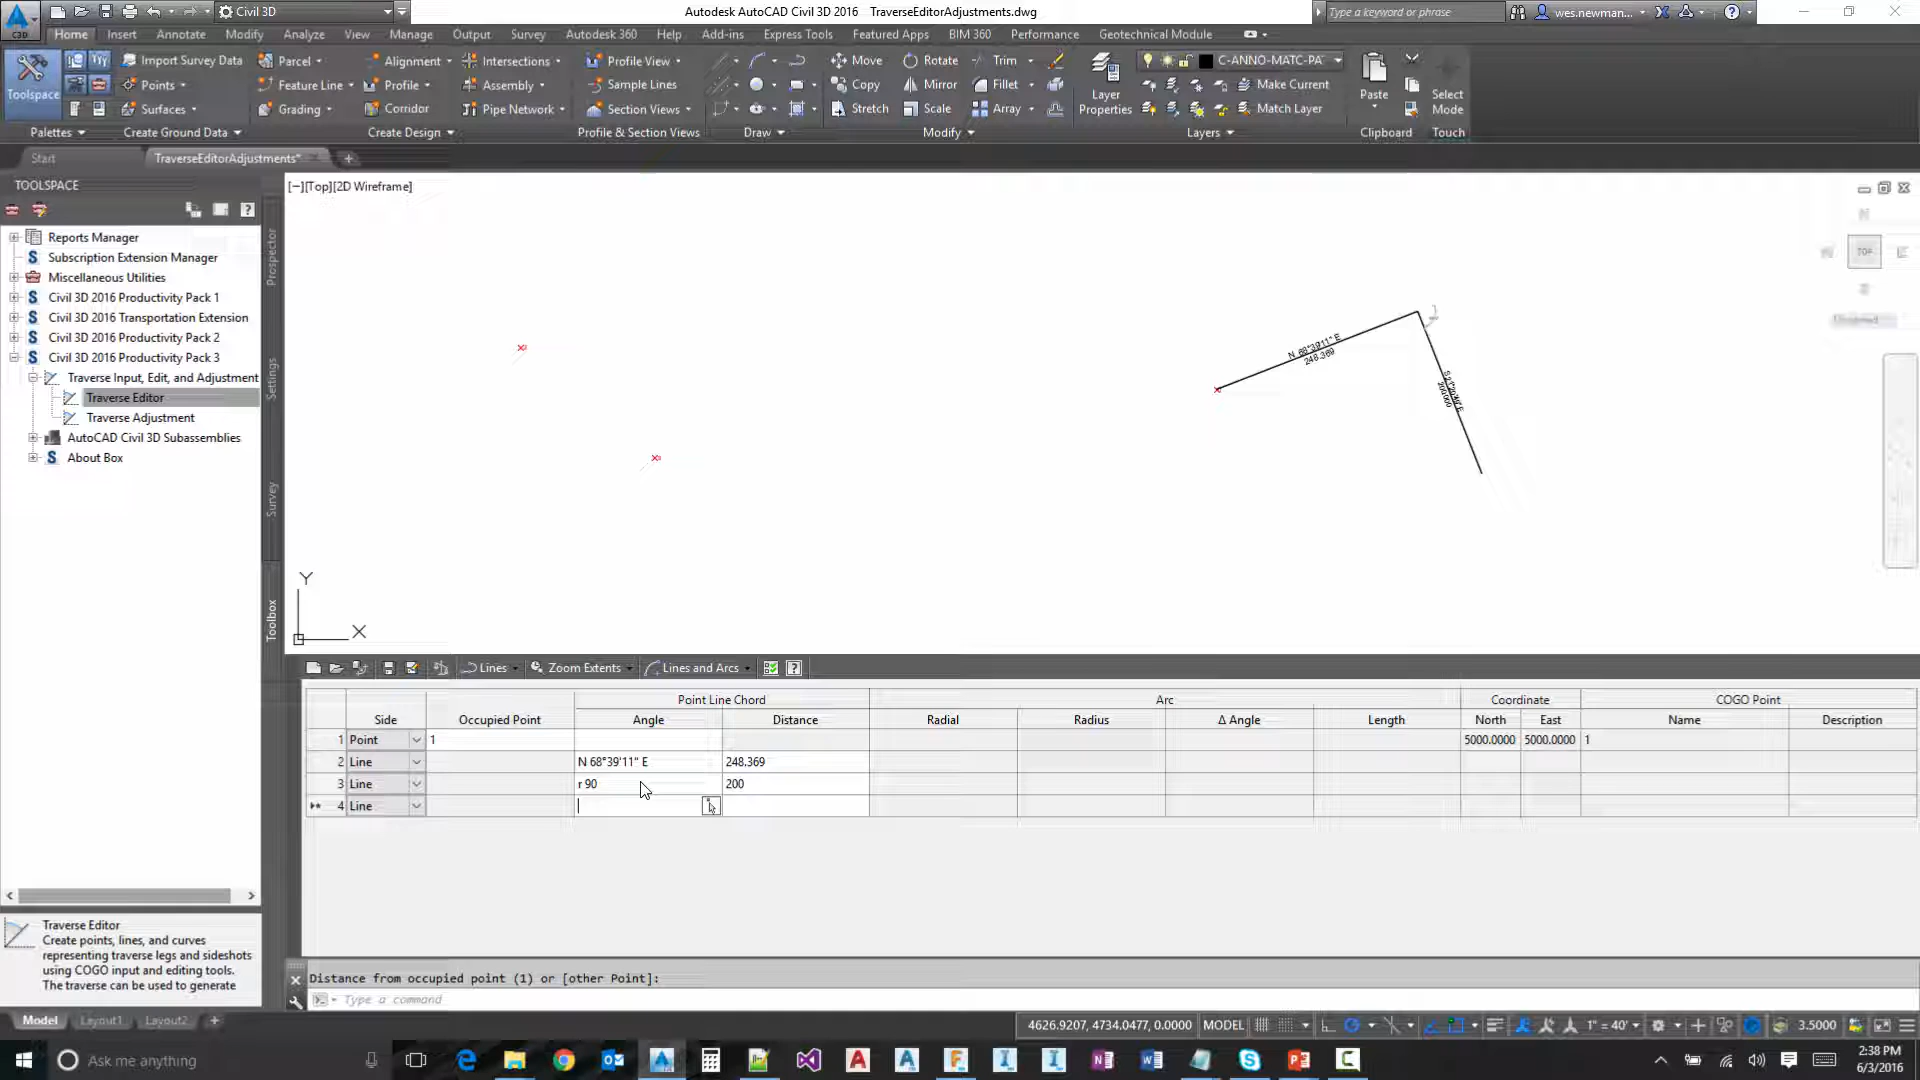 Civil 3D
Autodesk AutoCAD Civil 3D 2016 TraverseEditorAdjustments.dwg
Type a keyword or phrase
wes.newman...
C3D
Home Insert Annotate Modify Analyze View Manage Output Survey Autodesk 360 Help Add-ins Express Tools Featured Apps BIM 360 Performance Geotechnical Module
Toolspace
Import Survey Data
Points
Surfaces
Parcel
Feature Line
Grading
Alignment
Profile
Corridor
Intersections
Assembly
Pipe Network
Profile View
Sample Lines
Section Views
Move
Copy
Stretch
Rotate
Mirror
Scale
Trim
Fillet
Array
Layer Properties
C-ANNO-MATC-PA
Make Current
Match Layer
Paste
Select Mode
Palettes Create Ground Data Create Design Profile & Section Views Draw Modify Layers Clipboard Touch
Start TraverseEditorAdjustments*
TOOLSPACE
[−][Top][2D Wireframe]
Reports Manager
Subscription Extension Manager
Miscellaneous Utilities
Civil 3D 2016 Productivity Pack 1
Civil 3D 2016 Transportation Extension
Civil 3D 2016 Productivity Pack 2
Civil 3D 2016 Productivity Pack 3
Traverse Input, Edit, and Adjustment
Traverse Editor
Traverse Adjustment
AutoCAD Civil 3D Subassemblies
About Box
Prospector
Settings
Survey
Toolbox
TOP
Unnamed
N 68°39'11" E
248.369
200.000
Y
X
Lines Zoom Extents Lines and Arcs
Point Line Chord Arc Coordinate COGO Point
Side Occupied Point Angle Distance Radial Radius Δ Angle Length North East Name Description
1 Point 1 5000.0000 5000.0000 1
2 Line N 68°39'11" E 248.369
3 Line r 90 200
4 Line
Traverse Editor
Create points, lines, and curves
representing traverse legs and sideshots
using COGO input and editing tools.
The traverse can be used to generate
Distance from occupied point (1) or [other Point]:
Type a command
Model Layout1 Layout2 +
4626.9207, 4734.0477, 0.0000 MODEL 1" = 40' 3.5000
Ask me anything
2:38 PM
6/3/2016